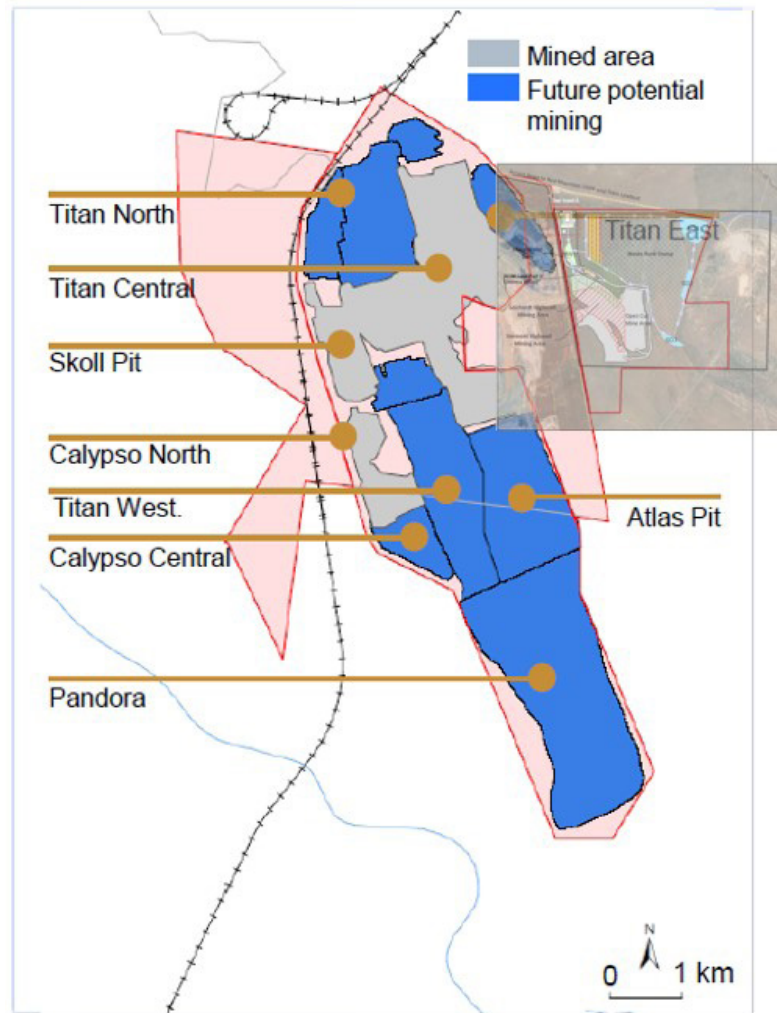 Mined area
Future potential
mining
Titan North
Titan East
Titan Central
Skoll Pit
Calypso North
Titan West.
Atlas Pit
Calypso Central
Pandora
N
0 1 km